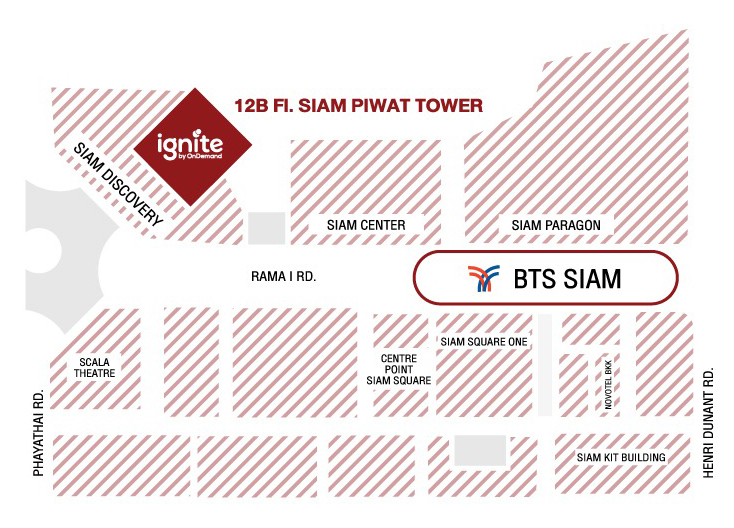 12B Fl. SIAM PIWAT TOWER
ignite
by OnDemand
SIAM DISCOVERY
SIAM CENTER
SIAM PARAGON
RAMA I RD.
BTS SIAM
SCALA
THEATRE
CENTRE
POINT
SIAM SQUARE
SIAM SQUARE ONE
NOVOTEL BKK
PHAYATHAI RD.
HENRI DUNANT RD.
SIAM KIT BUILDING